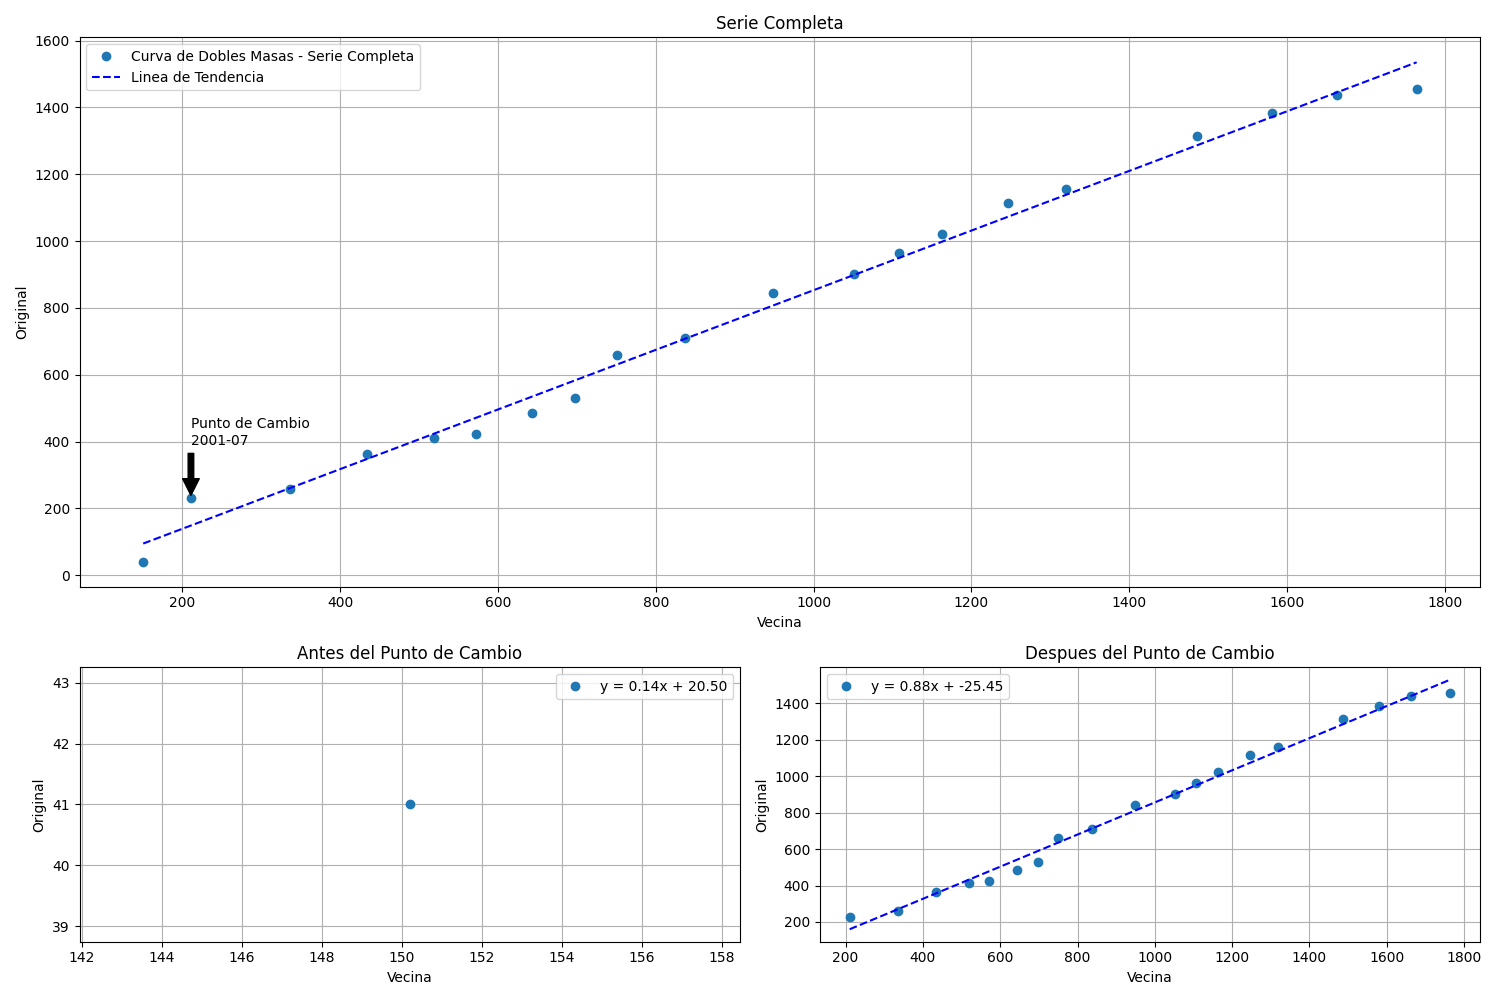 Serie Completa
Curva de Dobles Masas - Serie Completa
Linea de Tendencia
Punto de Cambio
2001-07
Original
1600
1400
1200
1000
800
600
400
200
0
200 400 600 800 1000 1200 1400 1600 1800
Vecina
Antes del Punto de Cambio
y = 0.14x + 20.50
Original
43
42
41
40
39
142 144 146 148 150 152 154 156 158
Vecina
Despues del Punto de Cambio
y = 0.88x + -25.45
Original
1400
1200
1000
800
600
400
200
200 400 600 800 1000 1200 1400 1600 1800
Vecina